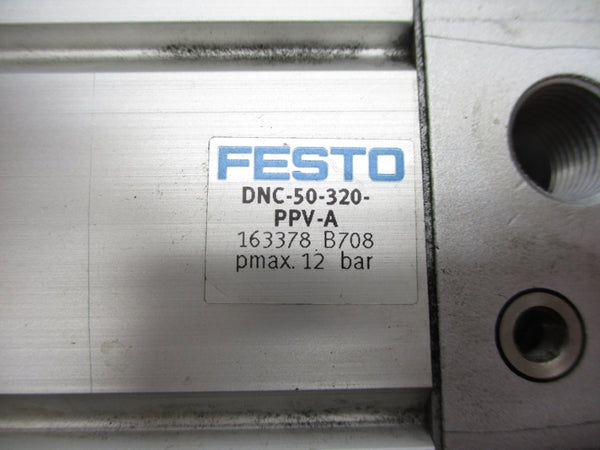 FESTO
DNC-50-320-
PPV-A
163378 B708
pmax. 12 bar